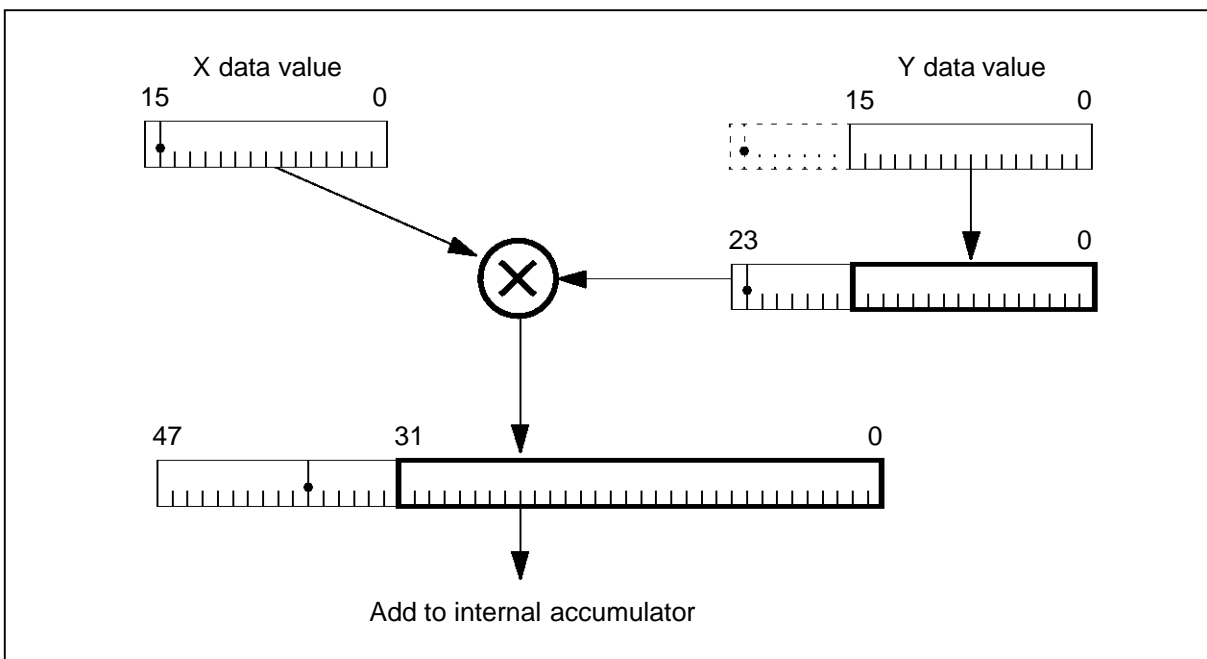 X data value
Y data value
15 0
15 0
23 0
47 31 0
Add to internal accumulator